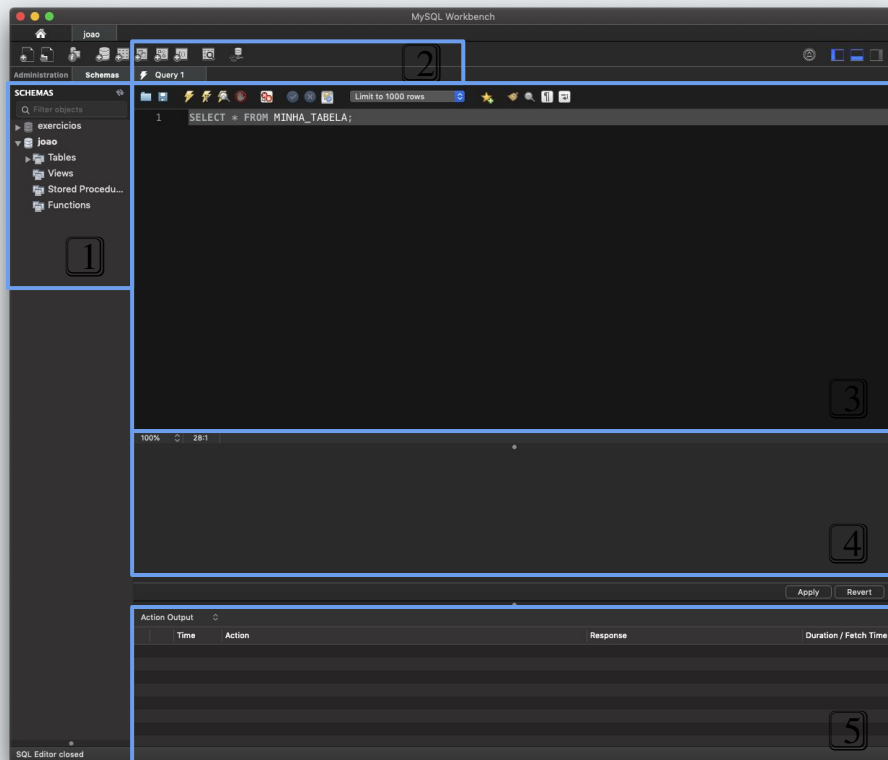 MySQL Workbench
joao
2
Administration Schemas Query 1
SCHEMAS
Filter objects
exercicios
joao
Tables
Views
Stored Procedu...
Functions
1
Limit to 1000 rows
1 SELECT * FROM MINHA_TABELA;
3
100% 28:1
4
Apply Revert
Action Output
Time Action Response Duration / Fetch Time
5
SQL Editor closed